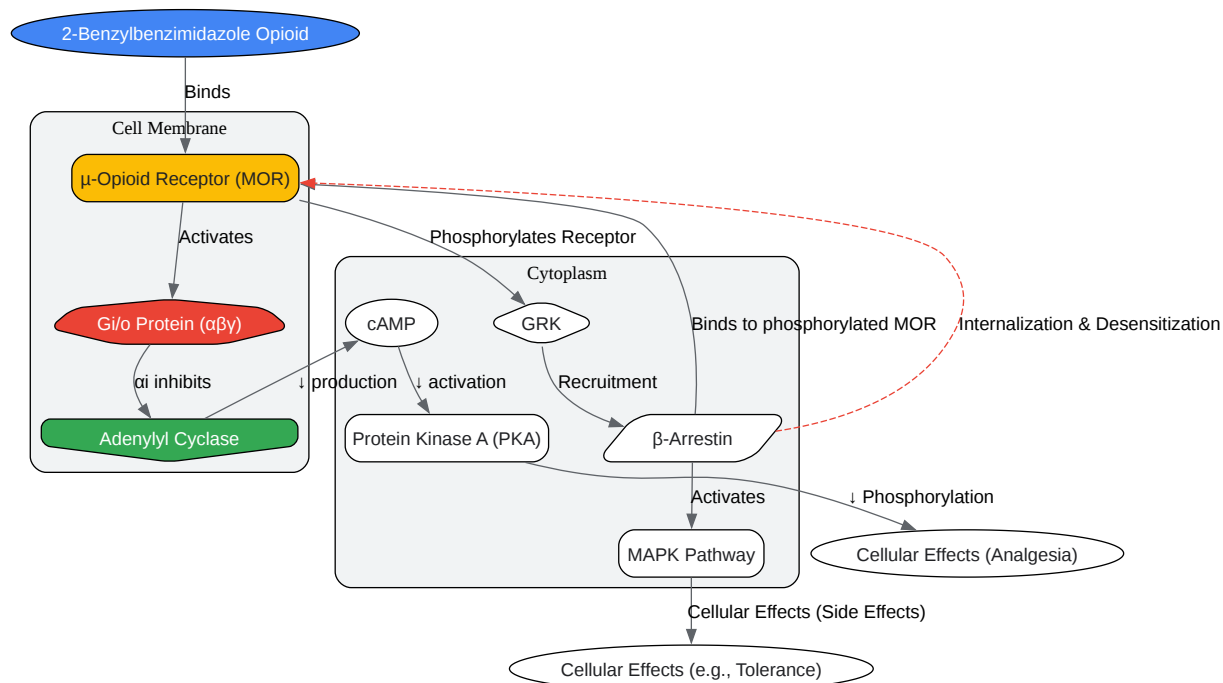 2-Benzylbenzimidazole Opioid
Binds
Cell Membrane
µ-Opioid Receptor (MOR)
Activates
Phosphorylates Receptor
Cytoplasm
Gi/o Protein (αβγ)
cAMP
GRK
Binds to phosphorylated MOR
Internalization & Desensitization
αi inhibits
↓ production
↓ activation
Recruitment
Adenylyl Cyclase
Protein Kinase A (PKA)
β-Arrestin
Activates
↓ Phosphorylation
MAPK Pathway
Cellular Effects (Analgesia)
Cellular Effects (Side Effects)
Cellular Effects (e.g., Tolerance)